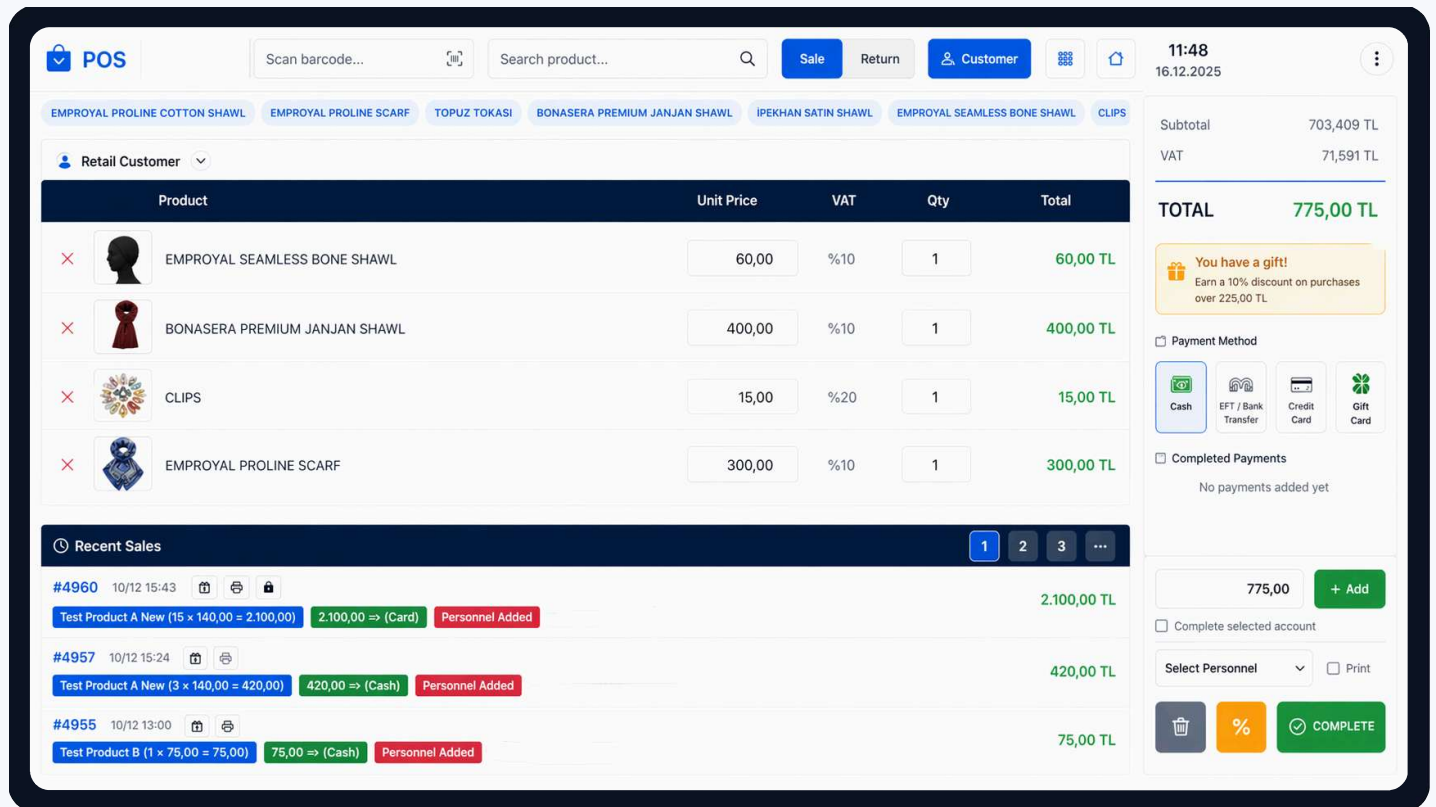 POS
Scan barcode...
Search product...
Sale
Return
Customer
11:48
16.12.2025
EMPROYAL PROLINE COTTON SHAWL
EMPROYAL PROLINE SCARF
TOPUZ TOKASI
BONASERA PREMIUM JANJAN SHAWL
İPEKHAN SATIN SHAWL
EMPROYAL SEAMLESS BONE SHAWL
CLIPS
Retail Customer
Product Unit Price VAT Qty Total
EMPROYAL SEAMLESS BONE SHAWL 60,00 %10 1 60,00 TL
BONASERA PREMIUM JANJAN SHAWL 400,00 %10 1 400,00 TL
CLIPS 15,00 %20 1 15,00 TL
EMPROYAL PROLINE SCARF 300,00 %10 1 300,00 TL
Recent Sales 1 2 3 ...
#4960 10/12 15:43
Test Product A New (15 × 140,00 = 2.100,00) 2.100,00 => (Card) Personnel Added
2.100,00 TL
#4957 10/12 15:24
Test Product A New (3 × 140,00 = 420,00) 420,00 => (Cash) Personnel Added
420,00 TL
#4955 10/12 13:00
Test Product B (1 × 75,00 = 75,00) 75,00 => (Cash) Personnel Added
75,00 TL
Subtotal 703,409 TL
VAT 71,591 TL
TOTAL 775,00 TL
You have a gift!
Earn a 10% discount on purchases
over 225,00 TL
Payment Method
Cash
EFT / Bank
Transfer
Credit
Card
Gift
Card
Completed Payments
No payments added yet
775,00
+ Add
Complete selected account
Select Personnel
Print
%
COMPLETE